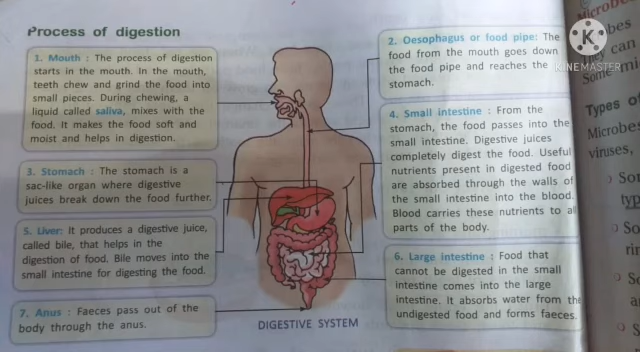 Process of digestion
1. Mouth : The process of digestion
starts in the mouth. In the mouth,
teeth chew and grind the food into
small pieces. During chewing, a
liquid called saliva, mixes with the
food. It makes the food soft and
moist and helps in digestion.
2. Oesophagus or food pipe: The
food from the mouth goes down
the food pipe and reaches the
stomach.
3. Stomach : The stomach is a
sac-like organ where digestive
juices break down the food further.
4. Small intestine : From the
stomach, the food passes into the
small intestine. Digestive juices
completely digest the food. Useful
nutrients present in digested food
are absorbed through the walls of
the small intestine into the blood.
Blood carries these nutrients to all
parts of the body.
5. Liver: It produces a digestive juice,
called bile, that helps in the
digestion of food. Bile moves into the
small intestine for digesting the food.
6. Large intestine : Food that
cannot be digested in the small
intestine comes into the large
intestine. It absorbs water from the
undigested food and forms faeces.
7. Anus : Faeces pass out of the
body through the anus.
DIGESTIVE SYSTEM
KINEMASTER
can
Types of
Microbes
viruses,